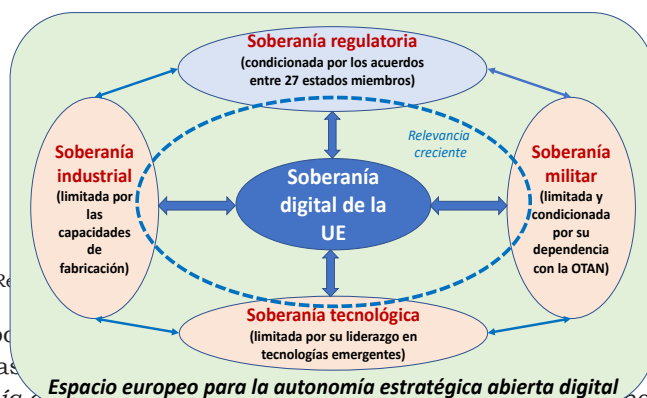 Soberanía regulatoria
(condicionada por los acuerdos
entre 27 estados miembros)
Relevancia
creciente
Soberanía
industrial
(limitada por
las
capacidades
de
fabricación)
Soberanía
digital de la
UE
Soberanía
militar
(limitada y
condicionada
por su
dependencia
con la OTAN)
Soberanía tecnológica
(limitada por su liderazgo en
tecnologías emergentes)
Espacio europeo para la autonomía estratégica abierta digital